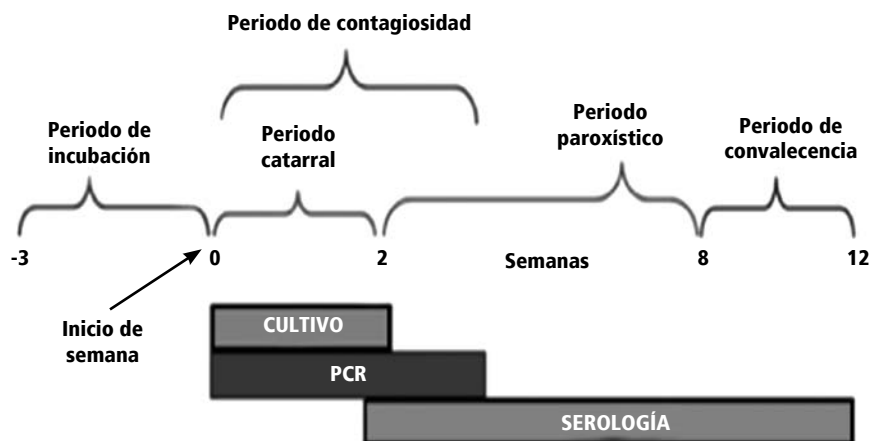 Periodo de contagiosidad
Periodo de
incubación
Periodo
catarral
Periodo
paroxístico
Periodo de
convalecencia
-3
0
2
Semanas
8
12
Inicio de
semana
CULTIVO
PCR
SEROLOGÍA